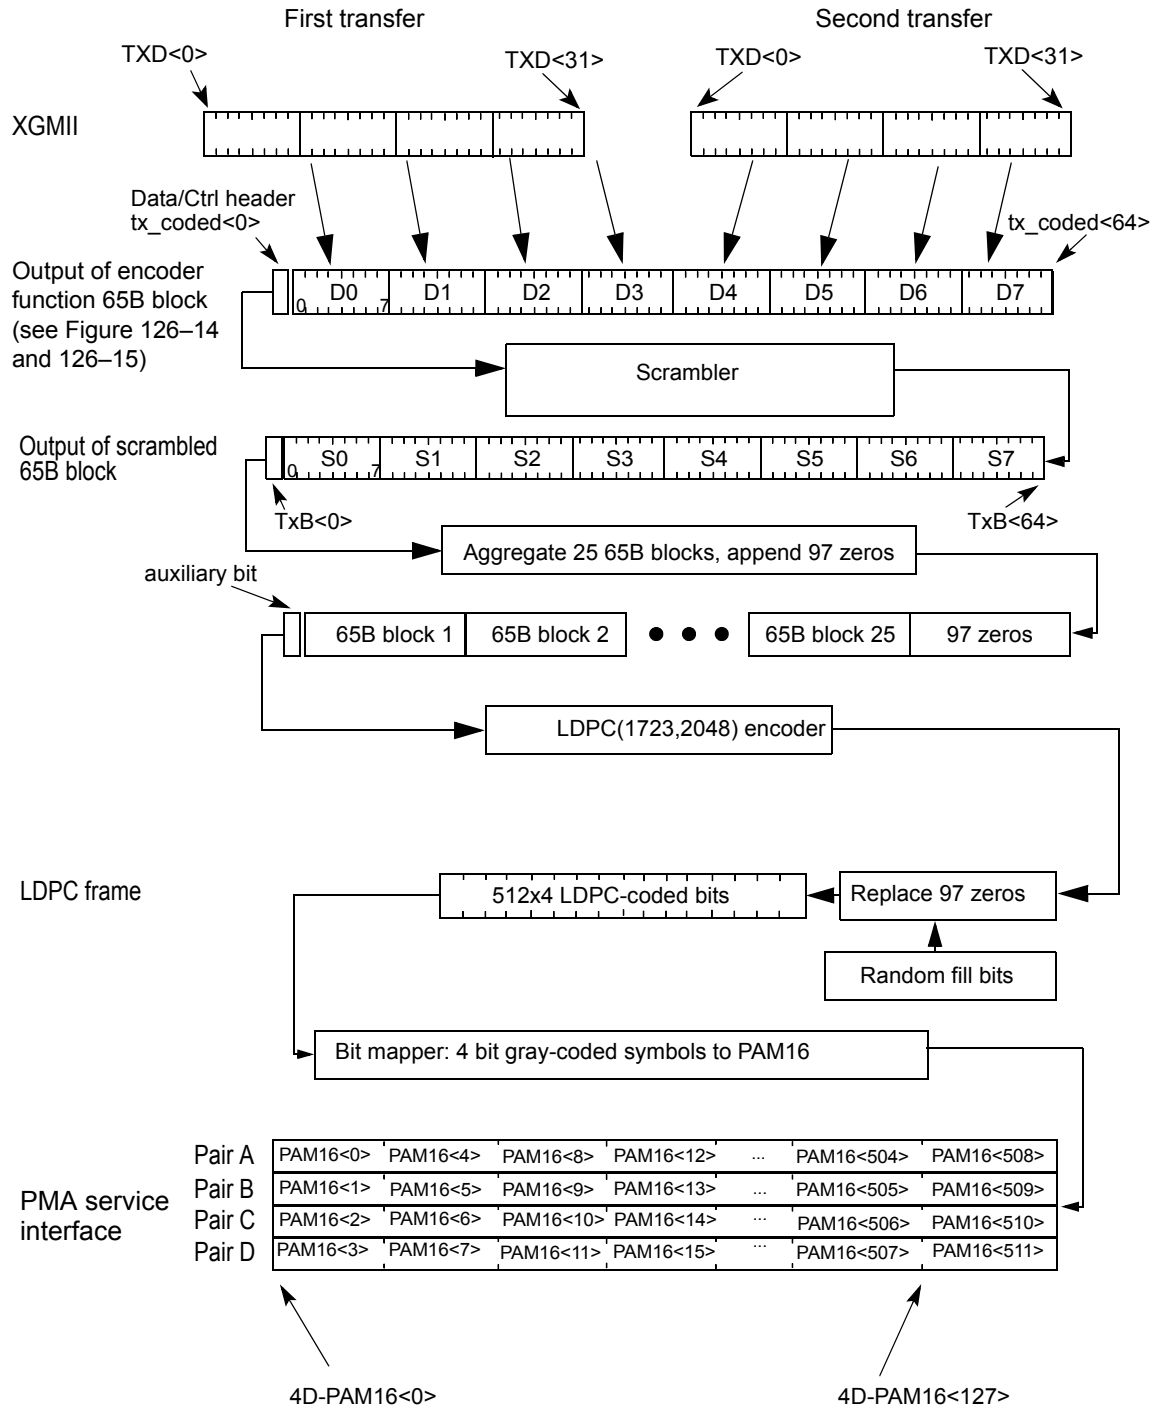 First transfer
Second transfer
TXD<0>
TXD<31>
TXD<0>
TXD<31>
XGMII
Data/Ctrl header
tx_coded<0>
tx_coded<64>
Output of encoder
function 65B block
(see Figure 126–14
and 126–15)
0 D0 7 D1 D2 D3 D4 D5 D6 D7
Scrambler
Output of scrambled
65B block
0 S0 7 S1 S2 S3 S4 S5 S6 S7
TxB<0>
TxB<64>
Aggregate 25 65B blocks, append 97 zeros
auxiliary bit
65B block 1 65B block 2 ● ● ● 65B block 25 97 zeros
LDPC(1723,2048) encoder
LDPC frame
512x4 LDPC-coded bits
Replace 97 zeros
Random fill bits
Bit mapper: 4 bit gray-coded symbols to PAM16
PMA service
interface
Pair A PAM16<0> PAM16<4> PAM16<8> PAM16<12> ... PAM16<504> PAM16<508>
Pair B PAM16<1> PAM16<5> PAM16<9> PAM16<13> ... PAM16<505> PAM16<509>
Pair C PAM16<2> PAM16<6> PAM16<10> PAM16<14> ... PAM16<506> PAM16<510>
Pair D PAM16<3> PAM16<7> PAM16<11> PAM16<15> ... PAM16<507> PAM16<511>
4D-PAM16<0>
4D-PAM16<127>